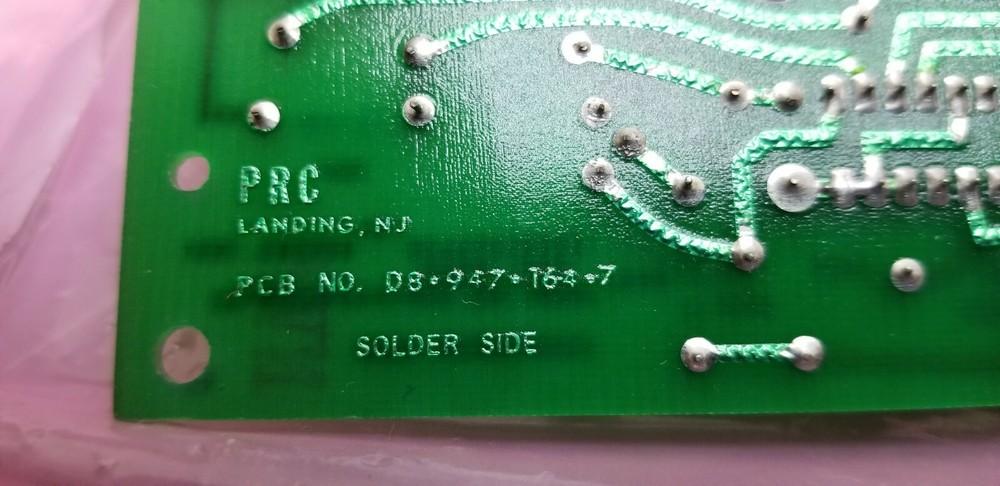 PRC
LANDING, NJ
PCB NO. D8-947-164-7
SOLDER SIDE